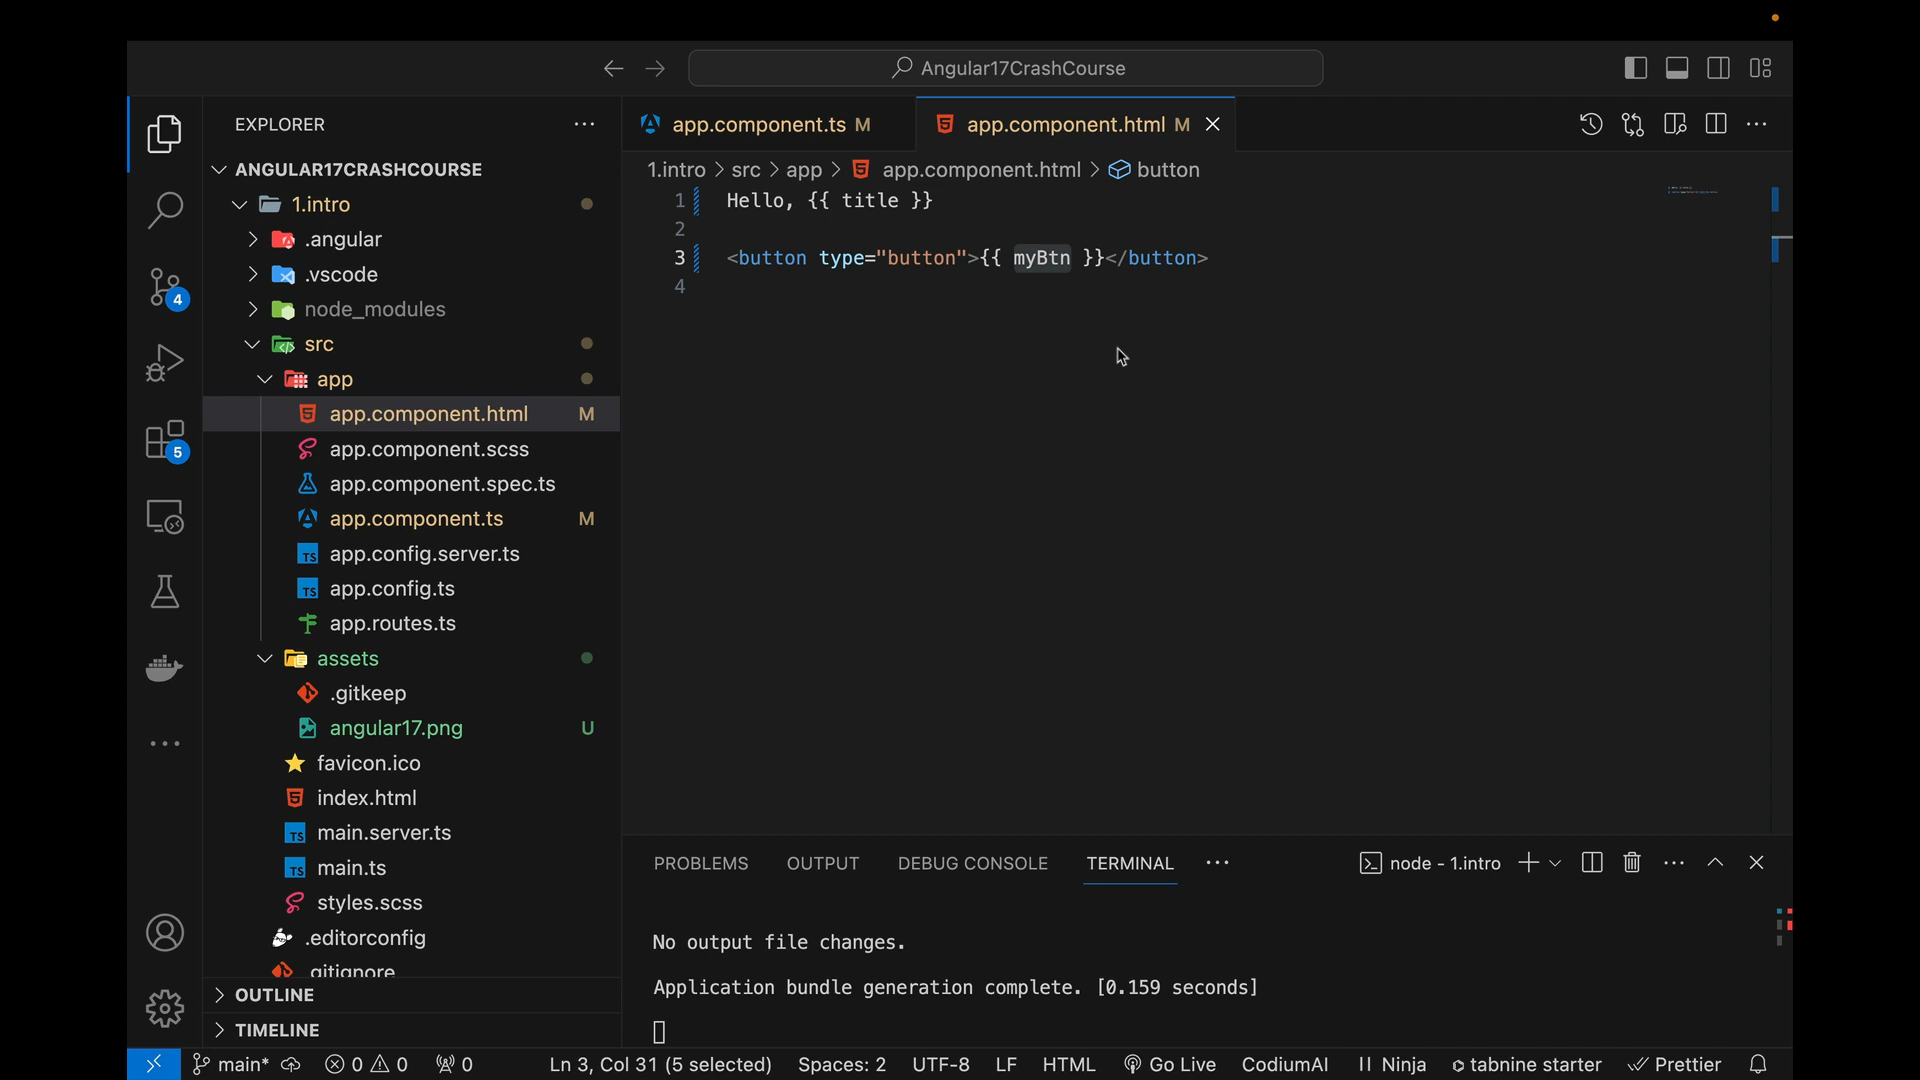 Angular17CrashCourse
EXPLORER
ANGULAR17CRASHCOURSE
1.intro
.angular
.vscode
node_modules
src
app
app.component.html M
app.component.scss
app.component.spec.ts
app.component.ts M
app.config.server.ts
app.config.ts
app.routes.ts
assets
.gitkeep
angular17.png U
favicon.ico
index.html
main.server.ts
main.ts
styles.scss
.editorconfig
.gitignore
OUTLINE
TIMELINE
4
5
app.component.ts M
app.component.html M
1.intro > src > app > app.component.html > button
1 Hello, {{ title }}
2
3 <button type="button">{{ myBtn }}</button>
4
PROBLEMS OUTPUT DEBUG CONSOLE TERMINAL
node - 1.intro
No output file changes.
Application bundle generation complete. [0.159 seconds]
main* 0 0 0 Ln 3, Col 31 (5 selected) Spaces: 2 UTF-8 LF HTML Go Live CodiumAI Ninja tabnine starter Prettier